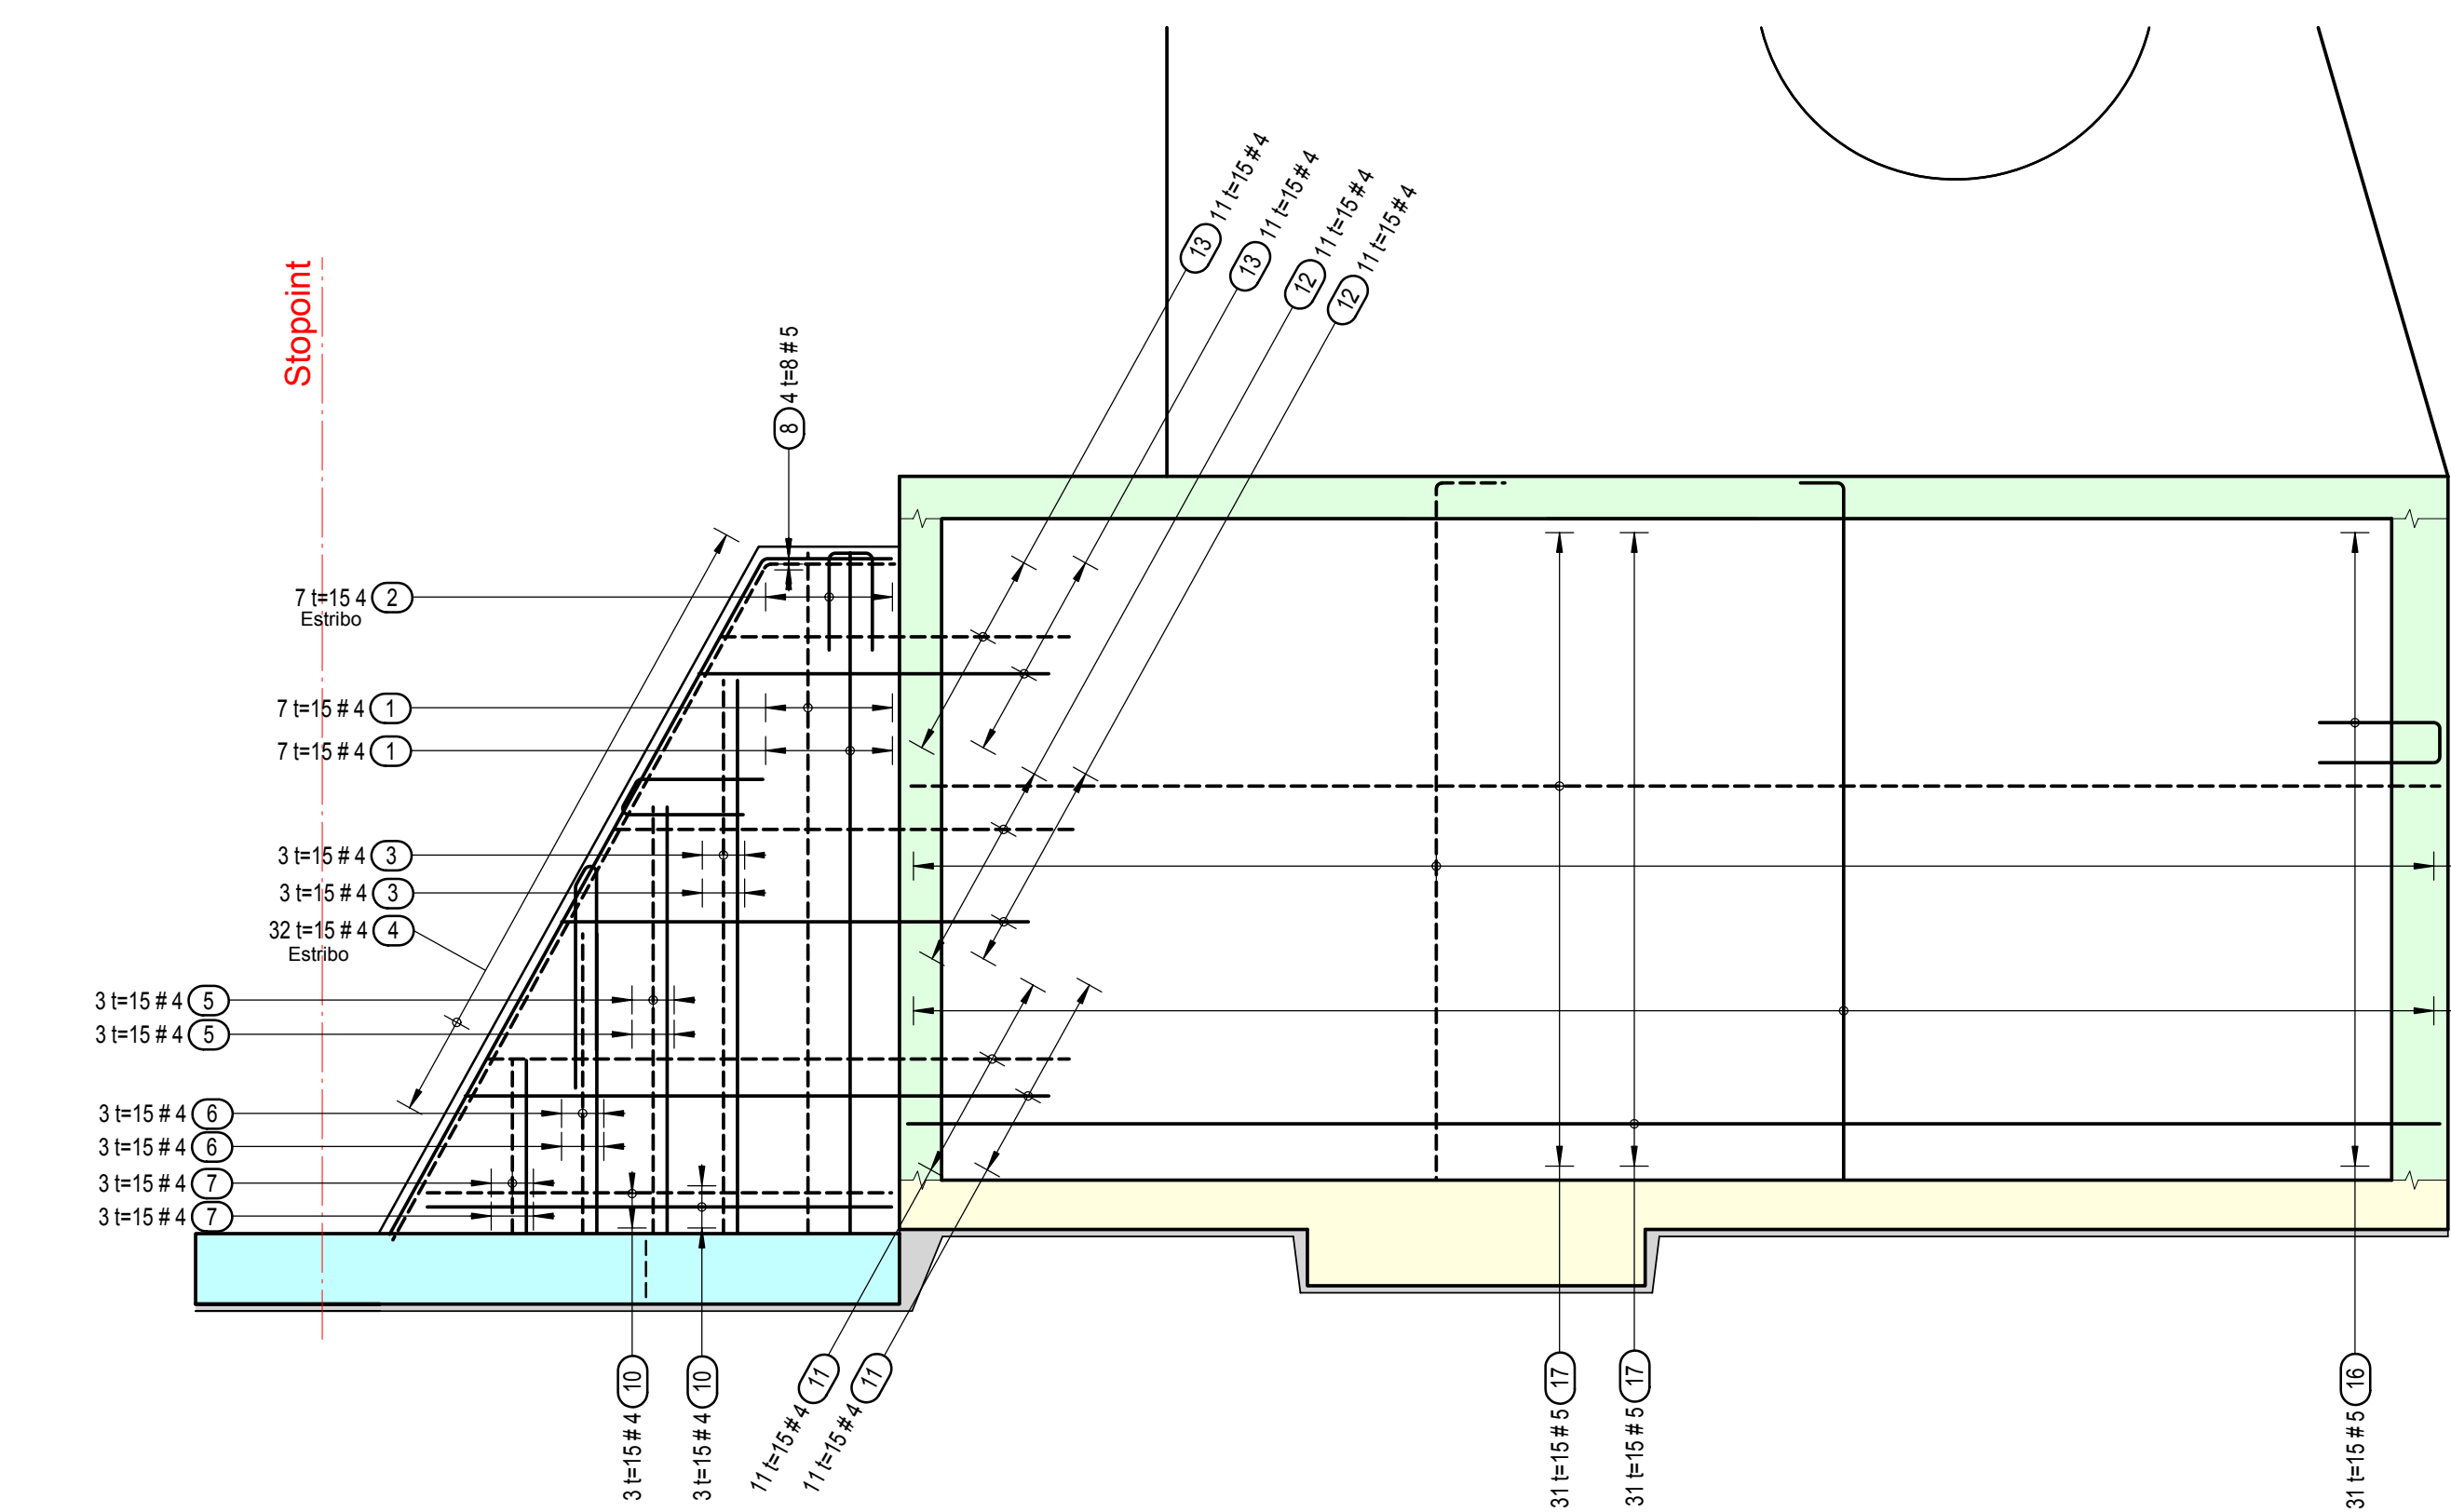 13 11 t=15 # 4
13 11 t=15 # 4
12 11 t=15 # 4
12 11 t=15 # 4
Stopoint
8 4 t=8 # 5
7 t=15 4 2
Estribo
7 t=15 # 4 1
7 t=15 # 4 1
3 t=15 # 4 3
3 t=15 # 4 3
32 t=15 # 4 4
Estribo
3 t=15 # 4 5
3 t=15 # 4 5
3 t=15 # 4 6
3 t=15 # 4 6
3 t=15 # 4 7
3 t=15 # 4 7
3 t=15 # 4 10
3 t=15 # 4 10
11 t=15 # 4 11
11 t=15 # 4 11
31 t=15 # 5 17
31 t=15 # 5 17
31 t=15 # 5 16